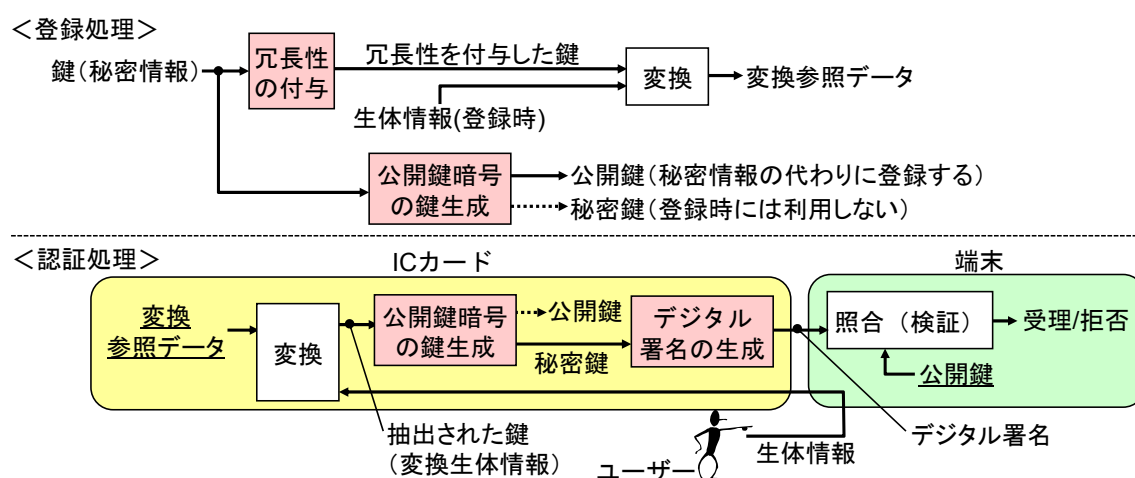 ＜登録処理＞
鍵（秘密情報）
冗長性
の付与
冗長性を付与した鍵
生体情報(登録時)
変換
変換参照データ
公開鍵暗号
の鍵生成
公開鍵（秘密情報の代わりに登録する）
秘密鍵（登録時には利用しない）
＜認証処理＞
ICカード
端末
変換
参照データ
変換
公開鍵暗号
の鍵生成
公開鍵
秘密鍵
デジタル
署名の生成
照合（検証）
受理/拒否
公開鍵
抽出された鍵
（変換生体情報）
ユーザー
生体情報
デジタル署名